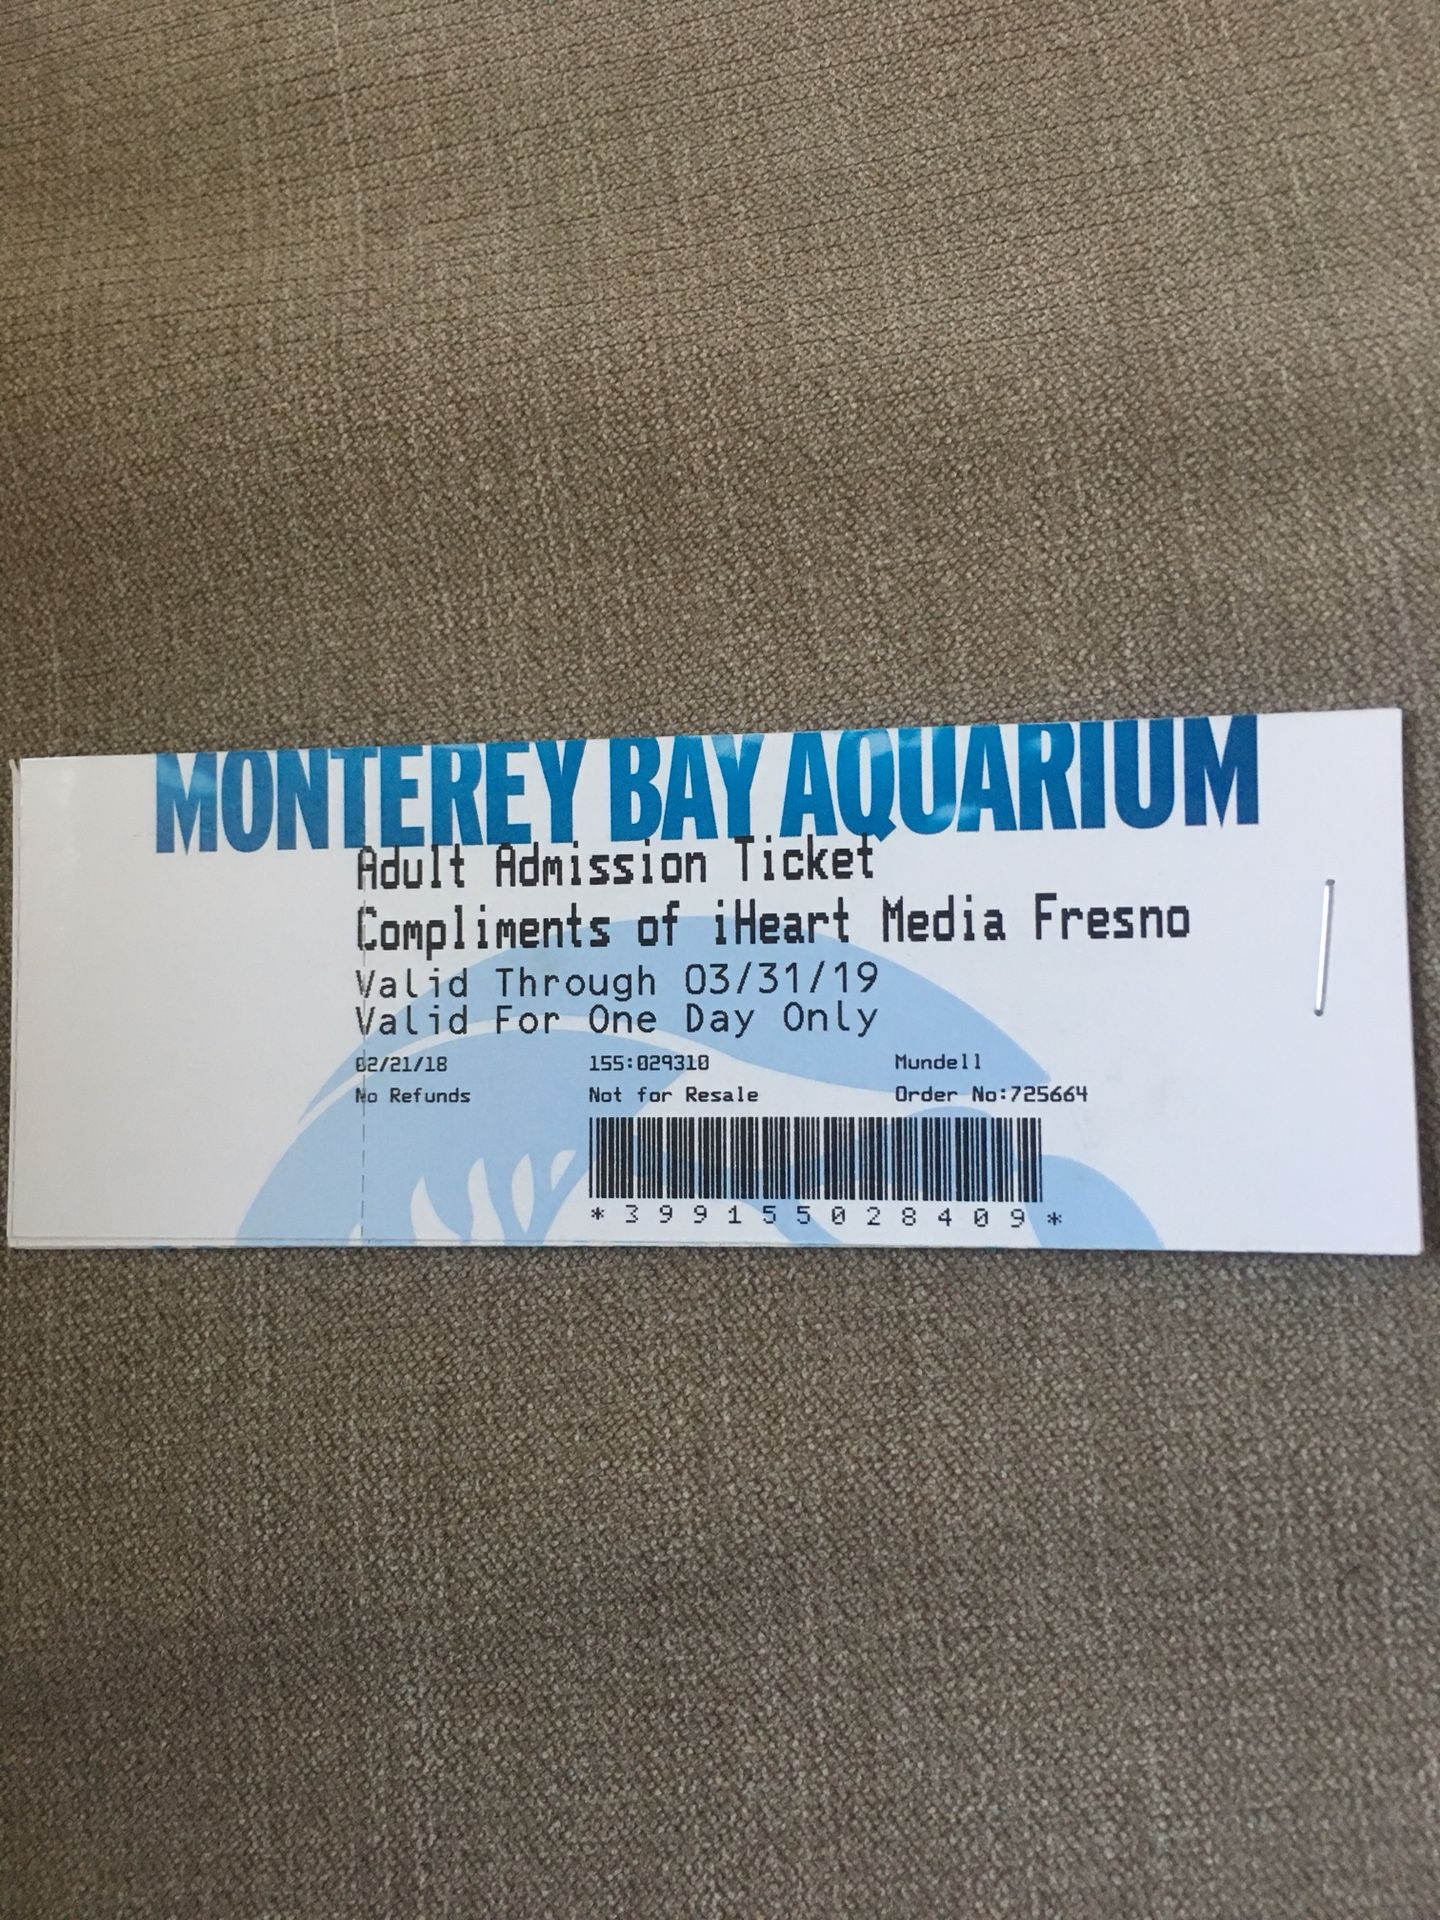 MONTEREY BAY AQUARIUM
Adult Admission Ticket
Compliments of iHeart Media Fresno
Valid Through 03/31/19
Valid For One Day Only
02/21/18 155:029310 Mundell
No Refunds Not for Resale Order No:725664
*399155028409*